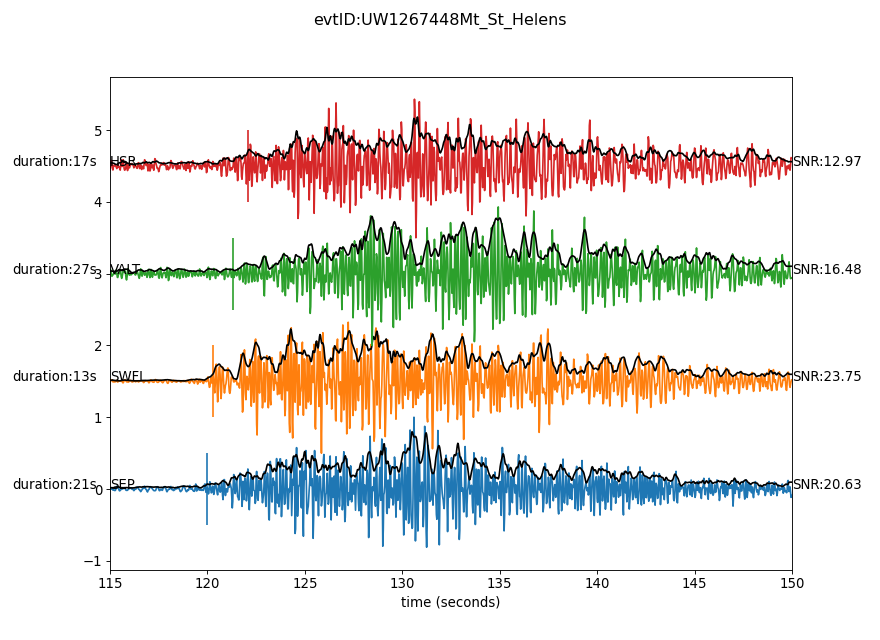 evtID:UW1267448Mt_St_Helens
5
duration:17s HSR SNR:12.97
4
duration:27s 3 VALT SNR:16.48
2
duration:13s SWFL SNR:23.75
1
duration:21s 0 SEP SNR:20.63
−1
115 120 125 130 135 140 145 150
time (seconds)